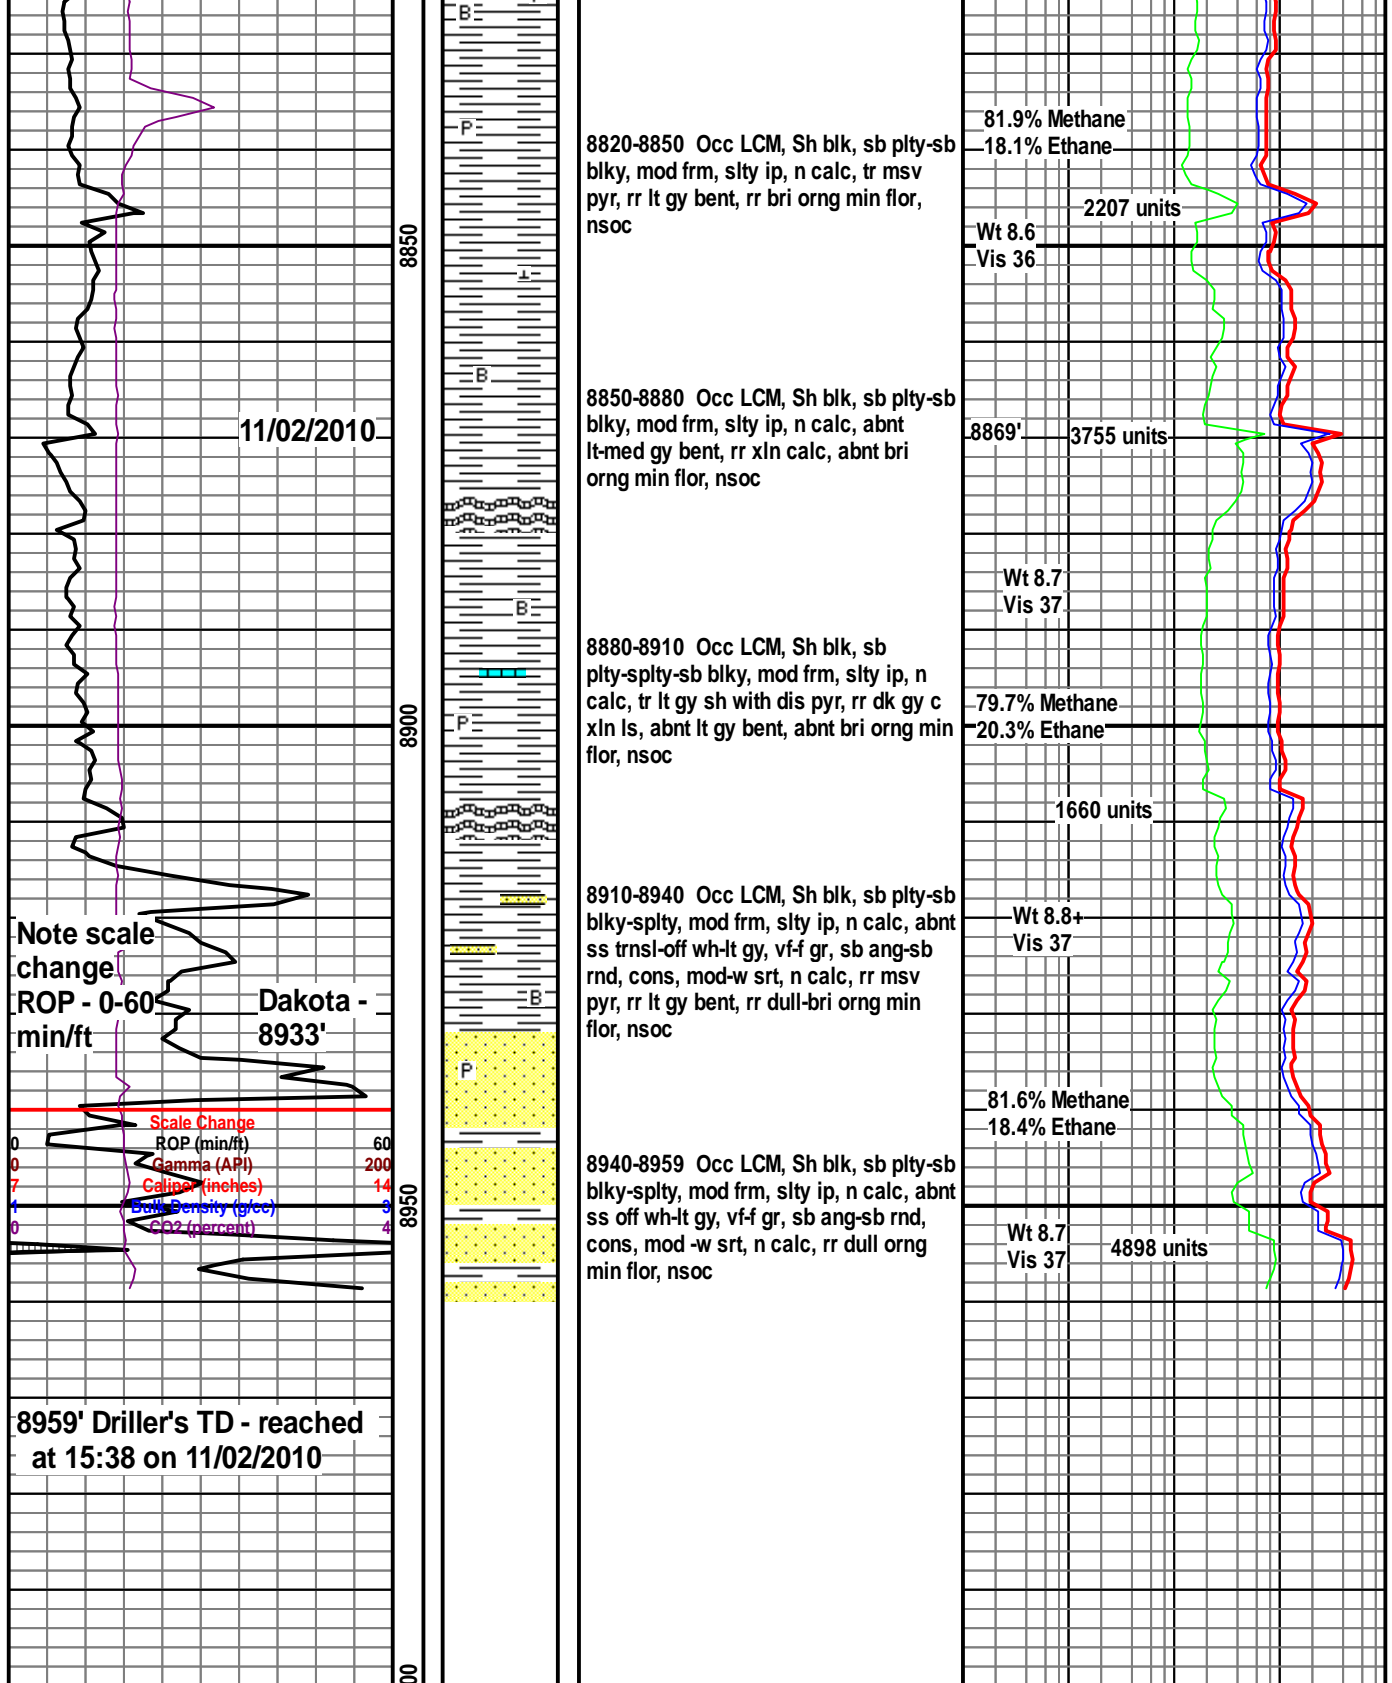 B
P
8820-8850 Occ LCM, Sh blk, sb plty-sb
blky, mod frm, slty ip, n calc, tr msv
pyr, rr lt gy bent, rr bri orng min flor,
nsoc
81.9% Methane
18.1% Ethane
2207 units
Wt 8.6
Vis 36
8850
B
11/02/2010
8850-8880 Occ LCM, Sh blk, sb plty-sb
blky, mod frm, slty ip, n calc, abnt
lt-med gy bent, rr xln calc, abnt bri
orng min flor, nsoc
8869'
3755 units
Wt 8.7
Vis 37
B
8880-8910 Occ LCM, Sh blk, sb
plty-splty-sb blky, mod frm, slty ip, n
calc, tr lt gy sh with dis pyr, rr dk gy c
xln ls, abnt lt gy bent, abnt bri orng min
flor, nsoc
79.7% Methane
20.3% Ethane
8900
P
1660 units
8910-8940 Occ LCM, Sh blk, sb plty-sb
blky-splty, mod frm, slty ip, n calc, abnt
ss trnsl-off wh-lt gy, vf-f gr, sb ang-sb
rnd, cons, mod-w srt, n calc, rr msv
pyr, rr lt gy bent, rr dull-bri orng min
flor, nsoc
Wt 8.8+
Vis 37
Note scale
change
ROP - 0-60
min/ft
Dakota -
8933'
B
P
81.6% Methane
18.4% Ethane
Scale Change
0 ROP (min/ft) 60
0 Gamma (API) 200
7 Caliper (inches) 14
1 Bulk Density (g/cc) 3
0 CO2 (percent) 4
8950
8940-8959 Occ LCM, Sh blk, sb plty-sb
blky-splty, mod frm, slty ip, n calc, abnt
ss off wh-lt gy, vf-f gr, sb ang-sb rnd,
cons, mod -w srt, n calc, rr dull orng
min flor, nsoc
Wt 8.7
Vis 37
4898 units
8959' Driller's TD - reached
at 15:38 on 11/02/2010